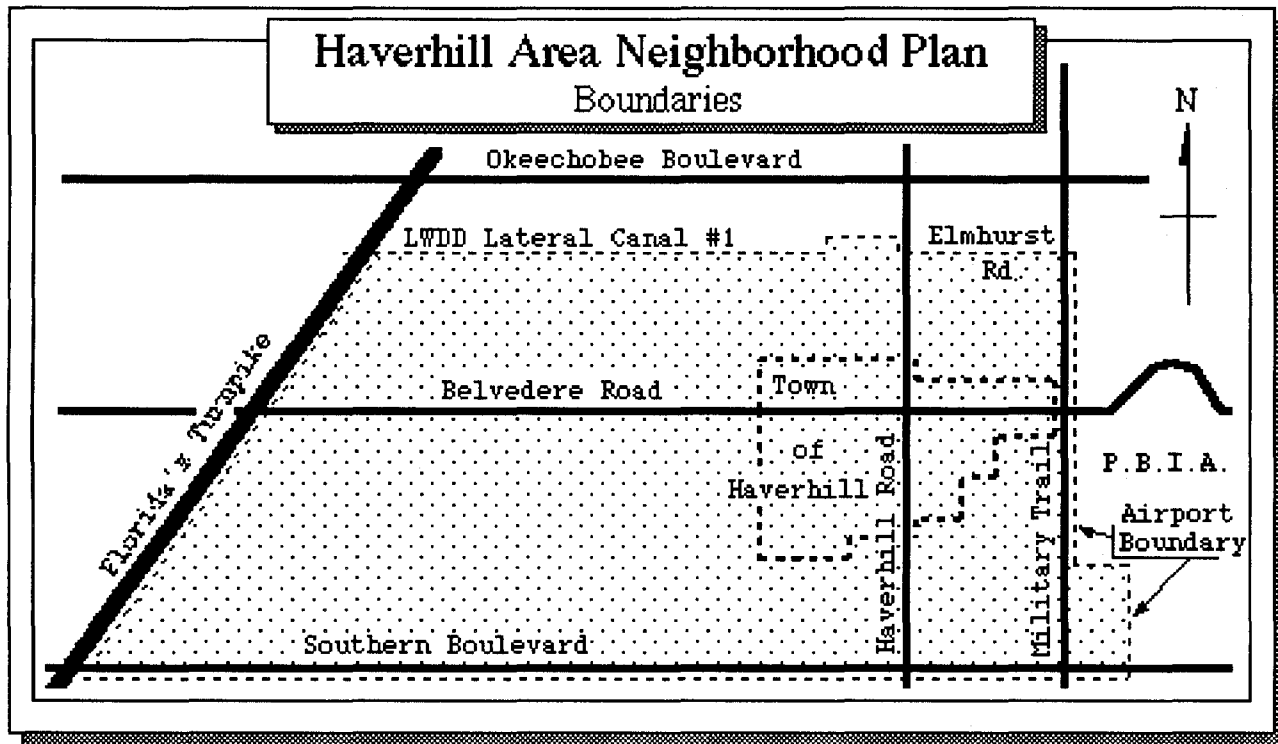 Haverhill Area Neighborhood Plan
Boundaries
N
Okeechobee Boulevard
LWDD Lateral Canal #1
Elmhurst
Rd.
Florida's Turnpike
Belvedere Road
Town
of
Haverhill
Haverhill Road
Military Trail
P.B.I.A.
Airport
Boundary
Southern Boulevard